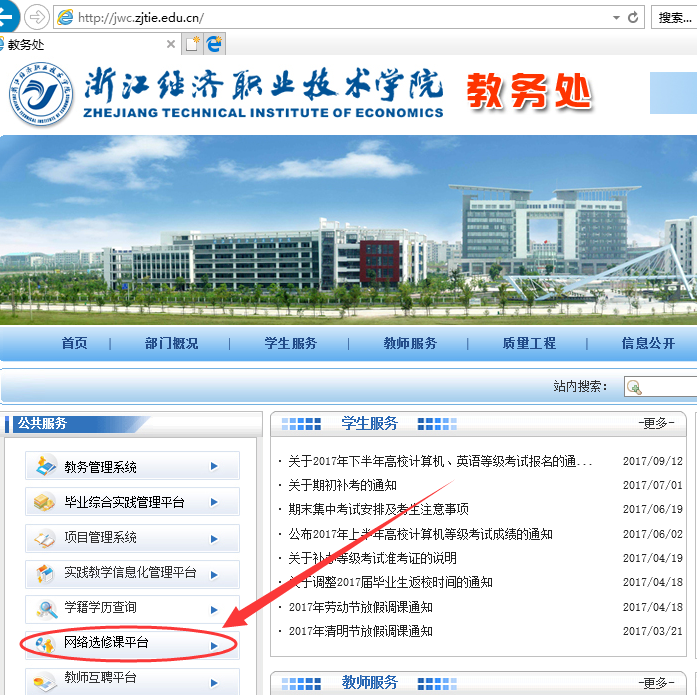 http://jwc.zjtie.edu.cn/
搜索...
教务处
浙江经济职业技术学院 教务处
ZHEJIANG TECHNICAL INSTITUTE OF ECONOMICS
首页 | 部门概况 | 学生服务 | 教师服务 | 质量工程 | 信息公开
站内搜索:
公共服务
教务管理系统
毕业综合实践管理平台
项目管理系统
实践教学信息化管理平台
学籍学历查询
网络选修课平台
教师互聘平台
学生服务 -更多-
· 关于2017年下半年高校计算机、英语等级考试报名的通... 2017/09/12
· 关于期初补考的通知 2017/07/01
· 期末集中考试安排及考生注意事项 2017/06/19
· 公布2017年上半年高校计算机等级考试成绩的通知 2017/06/02
· 关于补办等级考试准考证的说明 2017/04/19
· 关于调整2017届毕业生返校时间的通知 2017/04/18
· 2017年劳动节放假调课通知 2017/04/18
· 2017年清明节放假调课通知 2017/03/21
教师服务 -更多-